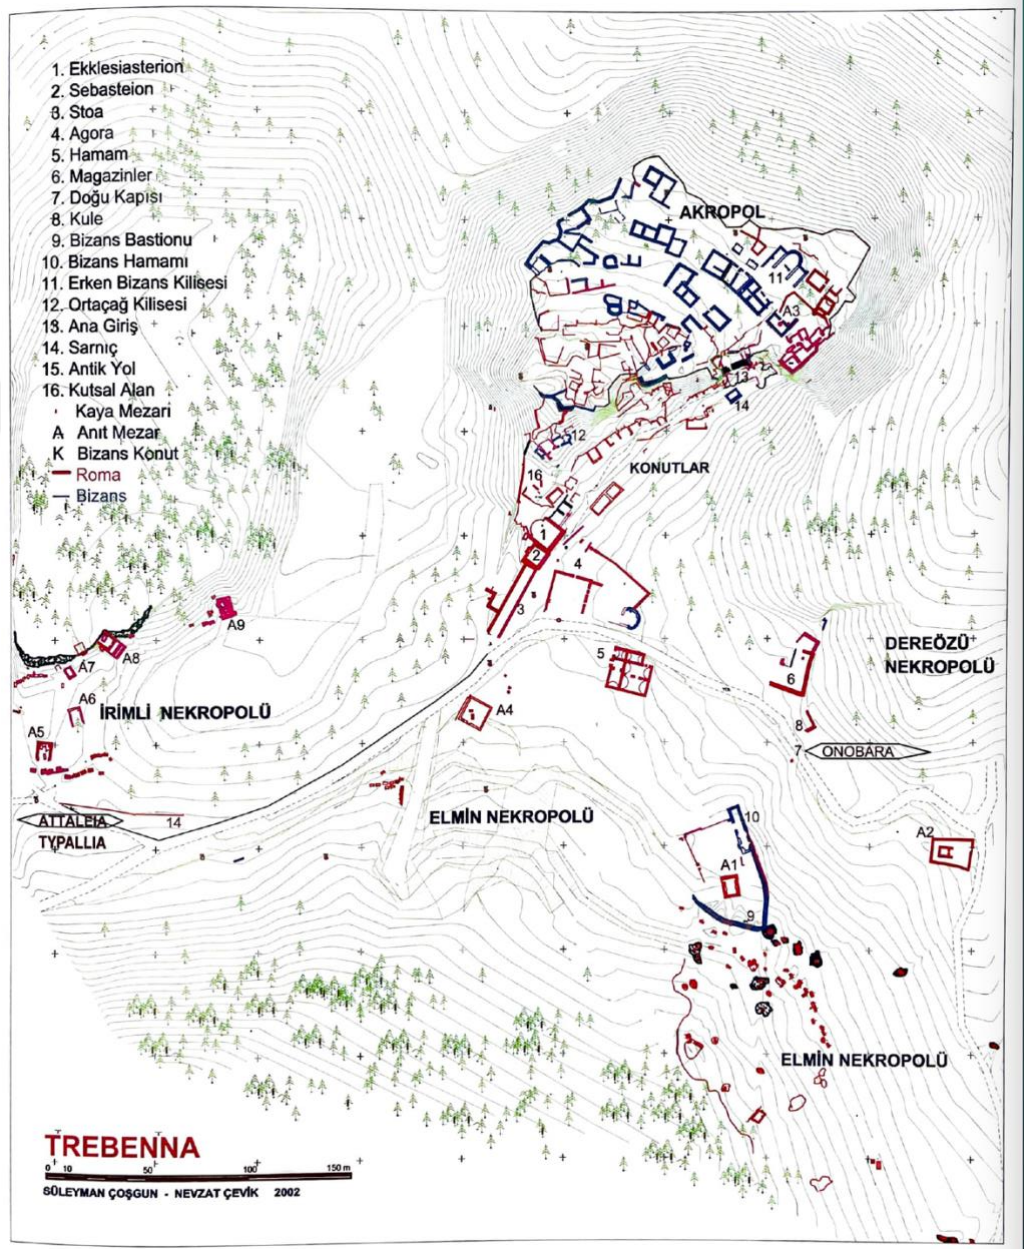 1. Ekklesiasterion
2. Sebasteion
3. Stoa
4. Agora
5. Hamam
6. Magazinler
7. Doğu Kapısı
8. Kule
9. Bizans Bastionu
10. Bizans Hamamı
11. Erken Bizans Kilisesi
12. Ortaçağ Kilisesi
13. Ana Giriş
14. Sarnıç
15. Antik Yol
16. Kutsal Alan
Kaya Mezarı
A Anıt Mezar
K Bizans Konut
Roma
Bizans
AKROPOL
11
A3
13
14
12
KONUTLAR
16
1
2
4
3
A9
1
DEREÖZÜ
NEKROPOLÜ
5
6
A8
A7
A6
İRİMLİ NEKROPOLÜ
A4
A5
8
7
ONOBARA
ATTALEIA
14
TYPALLIA
ELMİN NEKROPOLÜ
10
A2
A1
9
ELMİN NEKROPOLÜ
TREBENNA
0 10 50 100 150 m
SÜLEYMAN ÇOŞGUN - NEVZAT ÇEVİK 2002